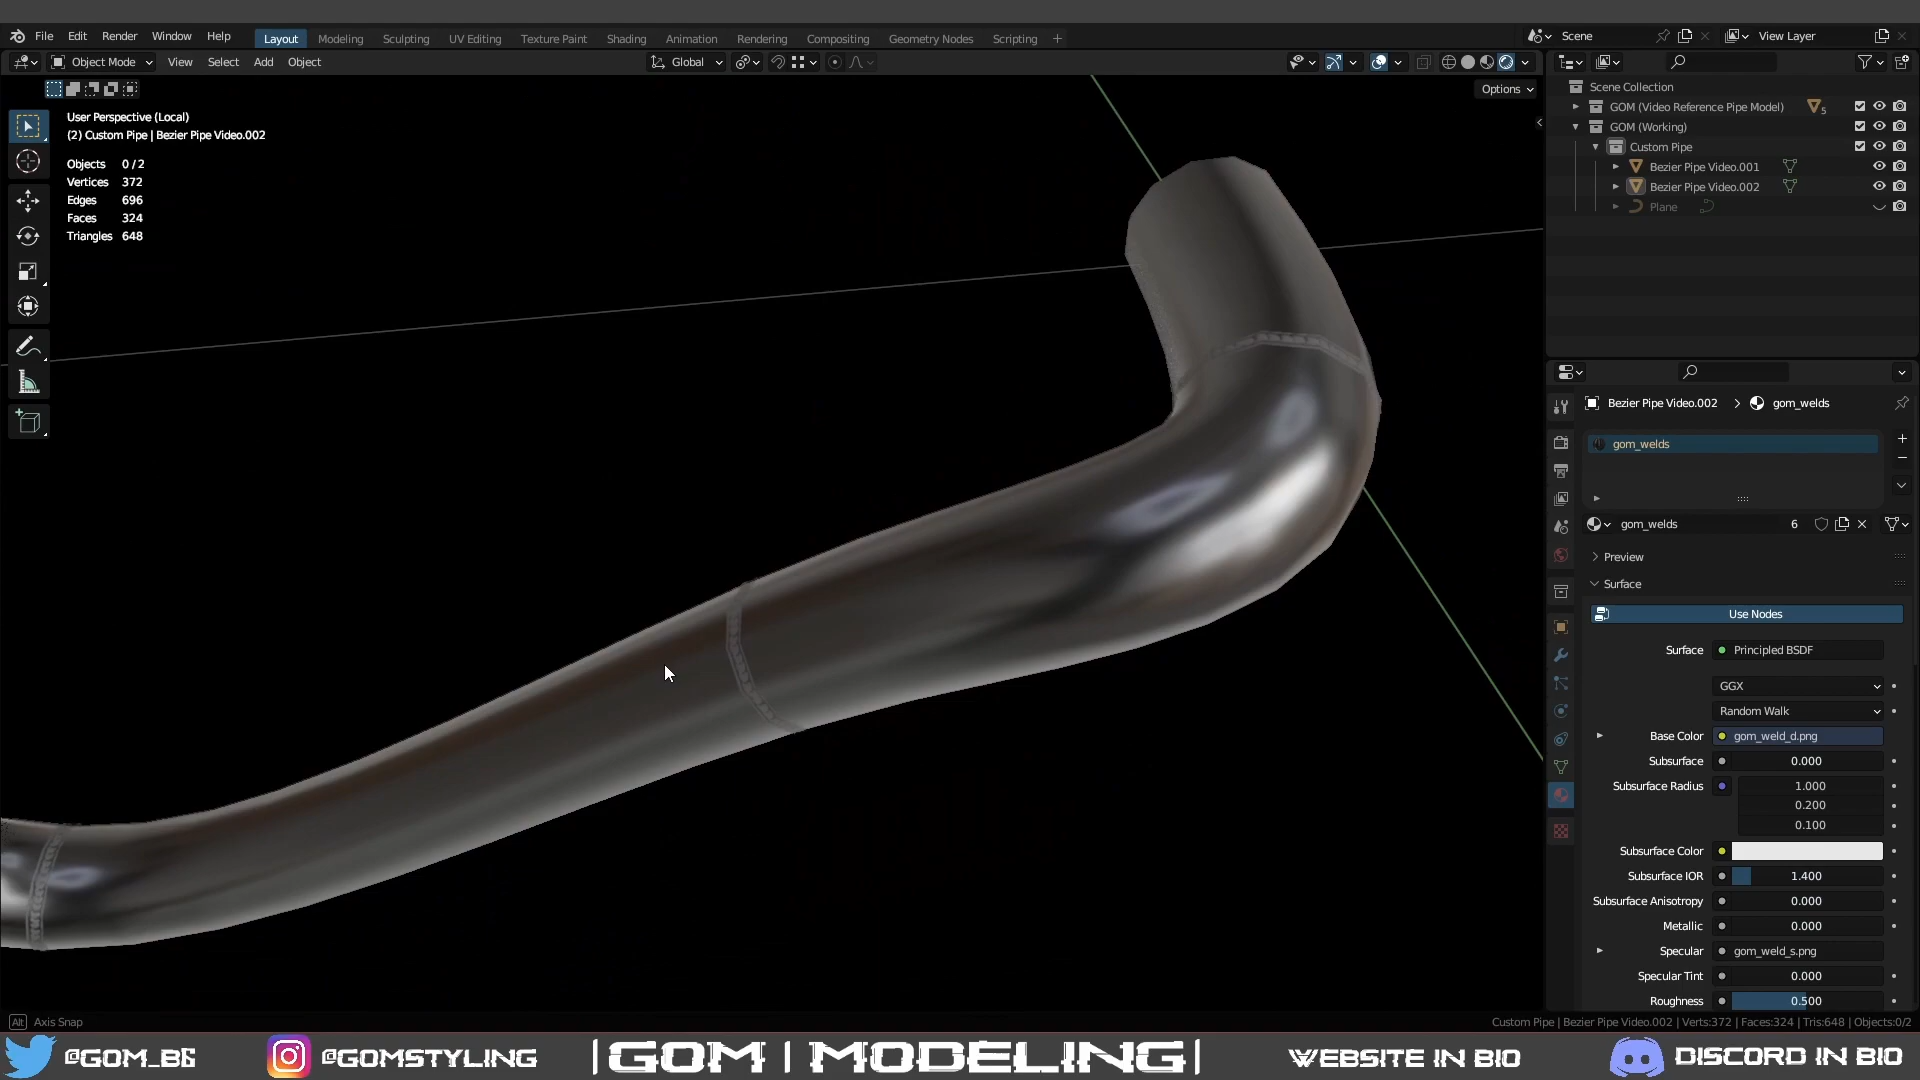 File Edit Render Window Help Layout Modeling Sculpting UV Editing Texture Paint Shading Animation Rendering Compositing Geometry Nodes Scripting + Scene View Layer
Object Mode View Select Add Object Global
Options
User Perspective (Local)
(2) Custom Pipe | Bezier Pipe Video.002
Objects 0 / 2
Vertices 372
Edges 696
Faces 324
Triangles 648
Scene Collection
GOM (Video Reference Pipe Model) 5
GOM (Working)
Custom Pipe
Bezier Pipe Video.001
Bezier Pipe Video.002
Plane
Bezier Pipe Video.002 > gom_welds
gom_welds
gom_welds 6
Preview
Surface
Use Nodes
Surface Principled BSDF
GGX
Random Walk
Base Color gom_weld_d.png
Subsurface 0.000
Subsurface Radius 1.000
0.200
0.100
Subsurface Color
Subsurface IOR 1.400
Subsurface Anisotropy 0.000
Metallic 0.000
Specular gom_weld_s.png
Specular Tint 0.000
Roughness 0.500
Alt Axis Snap
Custom Pipe | Bezier Pipe Video.002 | Verts:372 | Faces:324 | Tris:648 | Objects:0/2
@GOM_B6 @GOMSTYLING |GOM | MODELING| WEBSITE IN BIO DISCORD IN BIO